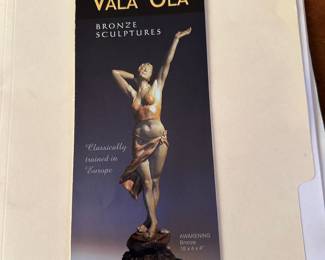 VALA OLA
BRONZE
SCULPTURES
Classically
trained in
Europe
AWAKENING
Bronze